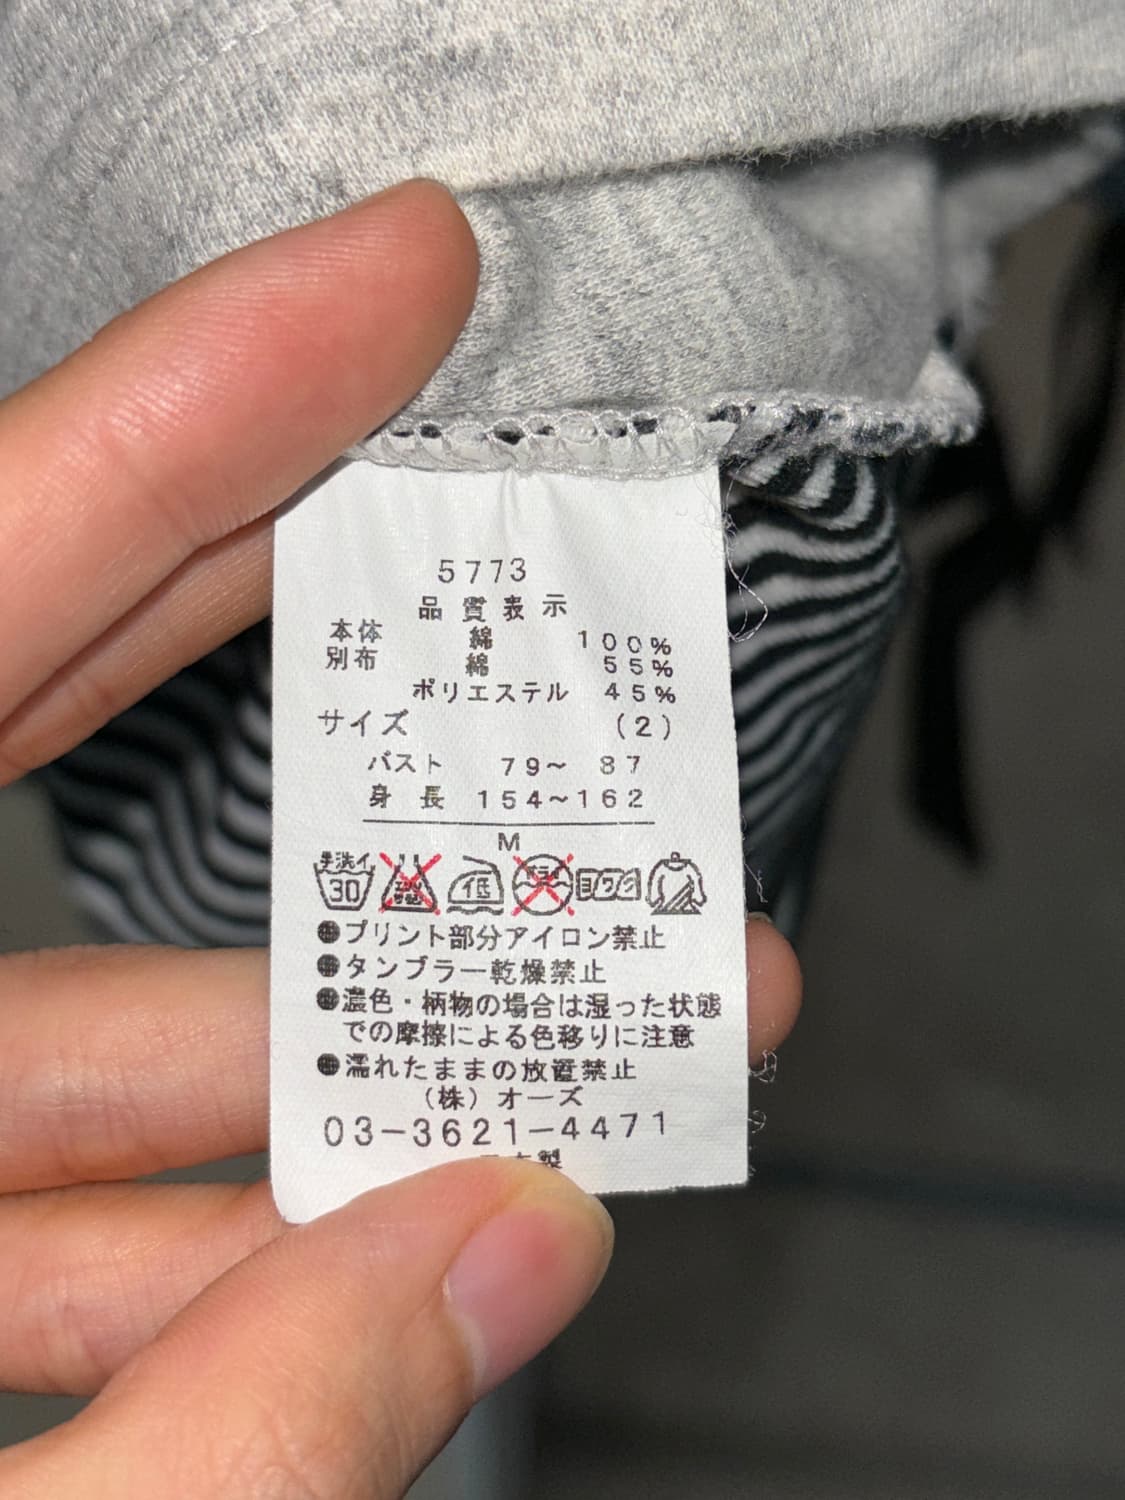 5773
品質表示
本体 綿 100%
別布 綿 55%
ポリエステル 45%
サイズ (2)
バスト 79~ 87
身長 154~162
M
手洗イ 30 低 ドライ ヨワク
●プリント部分アイロン禁止
●タンブラー乾燥禁止
●濃色・柄物の場合は湿った状態
での摩擦による色移りに注意
●濡れたままの放置禁止
(株)オーズ
03-3621-4471